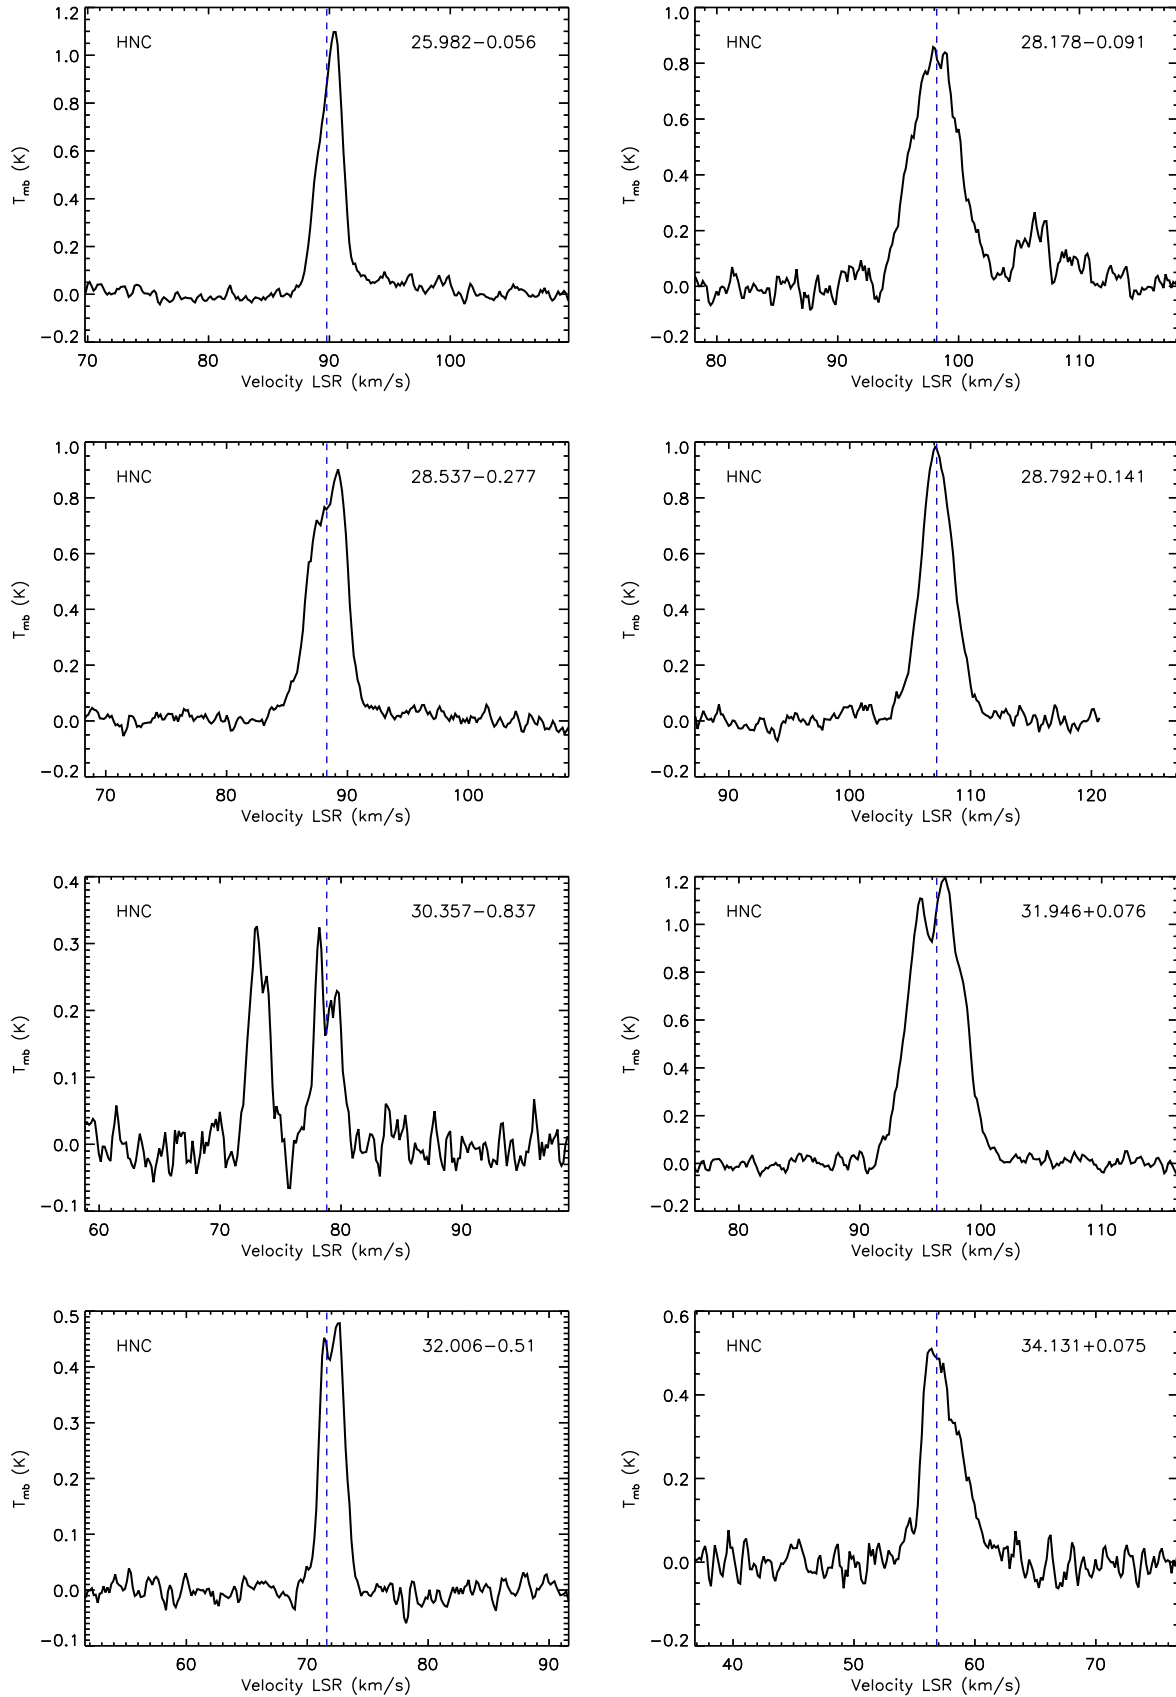 HNC 25.982−0.056
1.2
1.0
0.8
0.6
0.4
0.2
0.0
−0.2
T_mb (K)
70 80 90 100
Velocity LSR (km/s)
HNC 28.178−0.091
1.0
0.8
0.6
0.4
0.2
0.0
−0.2
T_mb (K)
80 90 100 110
Velocity LSR (km/s)
HNC 28.537−0.277
1.0
0.8
0.6
0.4
0.2
0.0
−0.2
T_mb (K)
70 80 90 100
Velocity LSR (km/s)
HNC 28.792+0.141
1.0
0.8
0.6
0.4
0.2
0.0
−0.2
T_mb (K)
90 100 110 120
Velocity LSR (km/s)
HNC 30.357−0.837
0.4
0.3
0.2
0.1
0.0
−0.1
T_mb (K)
60 70 80 90
Velocity LSR (km/s)
HNC 31.946+0.076
1.2
1.0
0.8
0.6
0.4
0.2
0.0
−0.2
T_mb (K)
80 90 100 110
Velocity LSR (km/s)
HNC 32.006−0.51
0.5
0.4
0.3
0.2
0.1
0.0
−0.1
T_mb (K)
60 70 80 90
Velocity LSR (km/s)
HNC 34.131+0.075
0.6
0.4
0.2
0.0
−0.2
T_mb (K)
40 50 60 70
Velocity LSR (km/s)